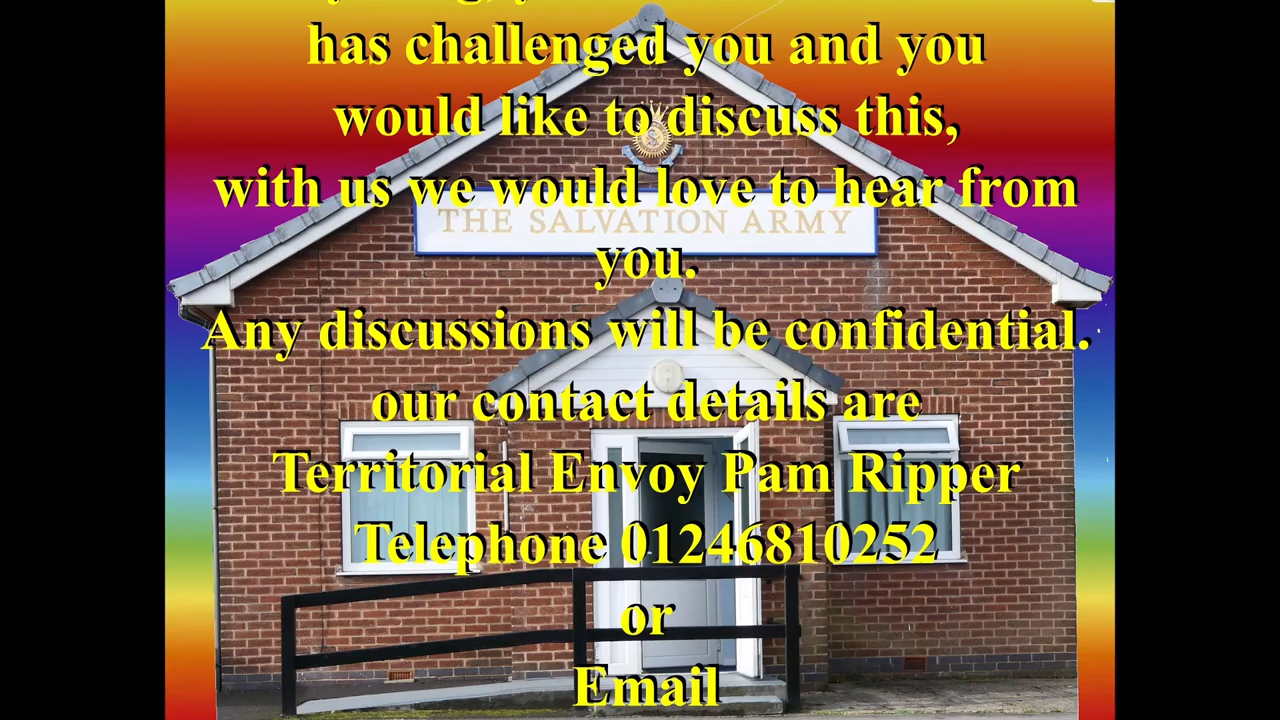 has challenged you and you
would like to discuss this,
with us we would love to hear from
THE SALVATION ARMY
you.
Any discussions will be confidential.
our contact details are
Territorial Envoy Pam Ripper
Telephone 01246810252
or
Email